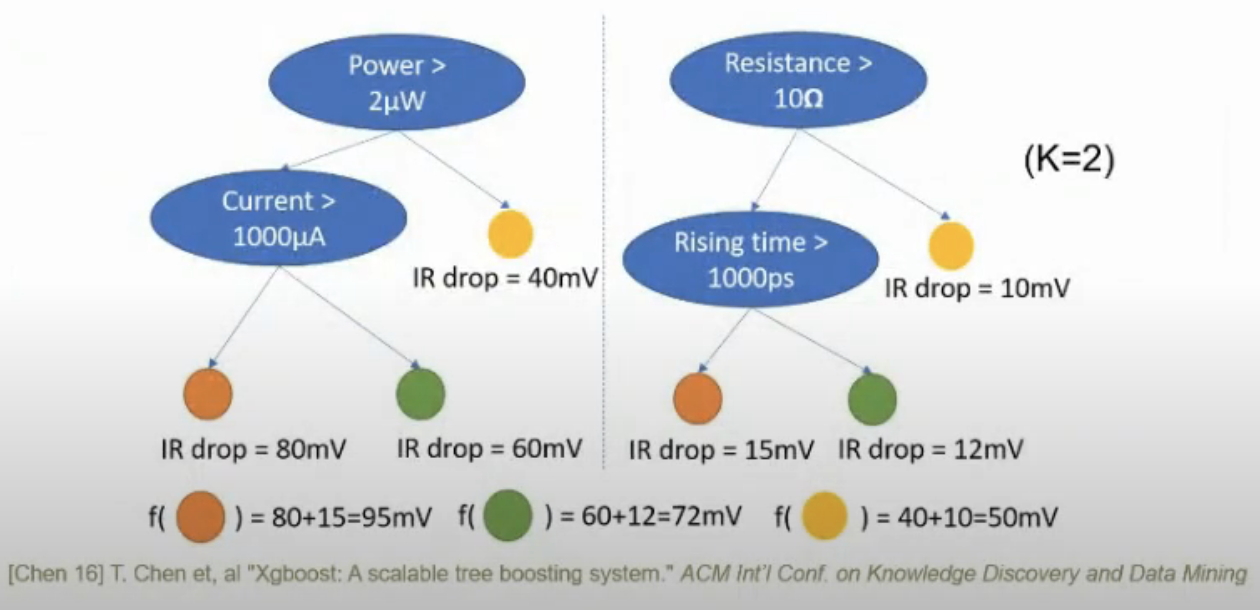 Power >
2µW
Resistance >
10Ω
(K=2)
Current >
1000µA
IR drop = 40mV
Rising time >
1000ps
IR drop = 10mV
IR drop = 80mV
IR drop = 60mV
IR drop = 15mV
IR drop = 12mV
f( ) = 80+15=95mV f( ) = 60+12=72mV f( ) = 40+10=50mV
[Chen 16] T. Chen et, al "Xgboost: A scalable tree boosting system." ACM Int'l Conf. on Knowledge Discovery and Data Mining